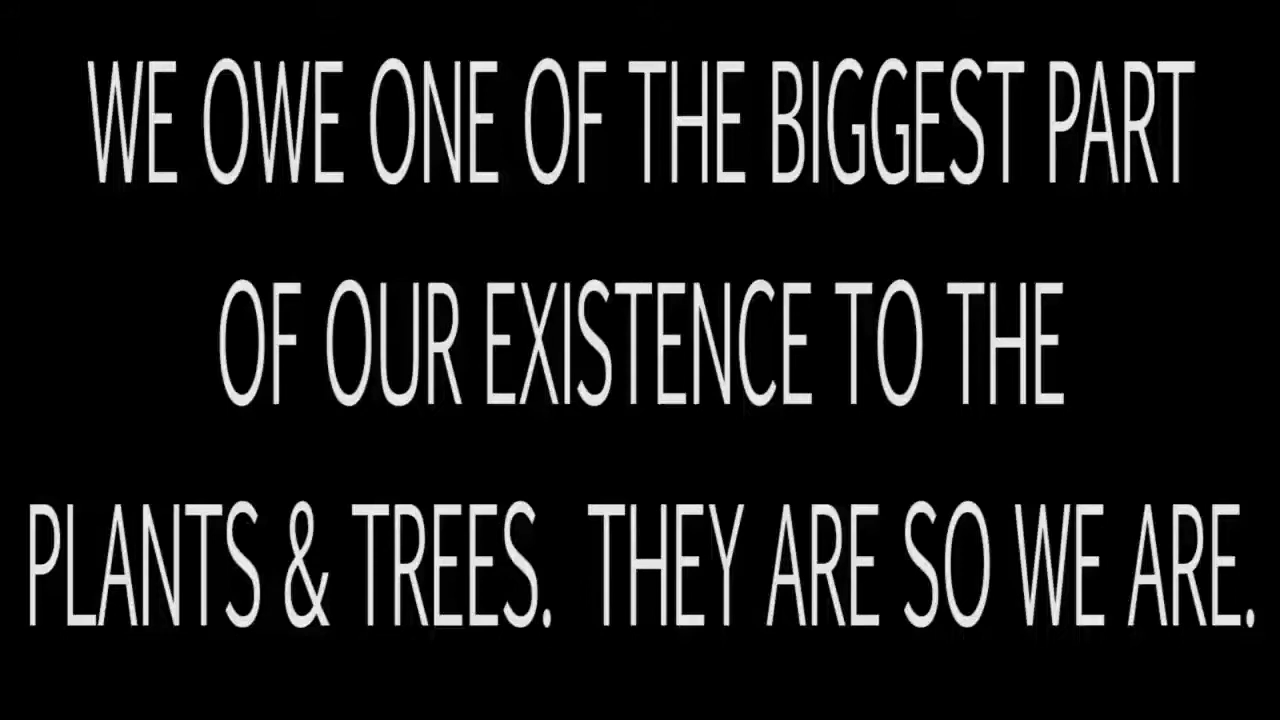 WE OWE ONE OF THE BIGGEST PART
OF OUR EXISTENCE TO THE
PLANTS & TREES. THEY ARE SO WE ARE.